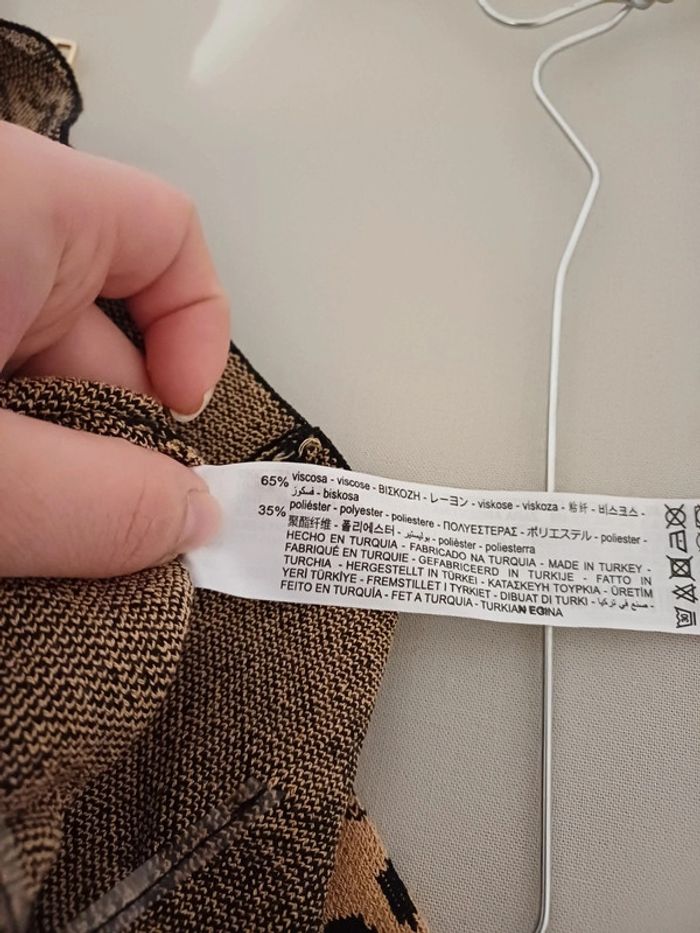 65% viscosa - viscose - ΒΙΣΚΟΖΗ - レーヨン - viskose - viskoza - 粘纤 - 비스코스 -
فسكوز - biskosa
35% poliéster - polyester - poliestere - ΠΟΛΥΕΣΤΕΡΑΣ - ポリエステル - poliester -
聚酯纤维 - 폴리에스터 - بوليستير - polièster - poliesterra
HECHO EN TURQUIA - FABRICADO NA TURQUIA - MADE IN TURKEY -
FABRIQUÉ EN TURQUIE - GEFABRICEERD IN TURKIJE - FATTO IN
TURCHIA - HERGESTELLT IN TÜRKEI - ΚΑΤΑΣΚΕΥΗ ΤΟΥΡΚΙΑ - ÜRETİM
YERİ TÜRKİYE - FREMSTILLET I TYRKIET - DIBUAT DI TURKI - صنع في تركيا -
FEITO EN TURQUÍA - FET A TURQUIA - TURKIAN EGINA